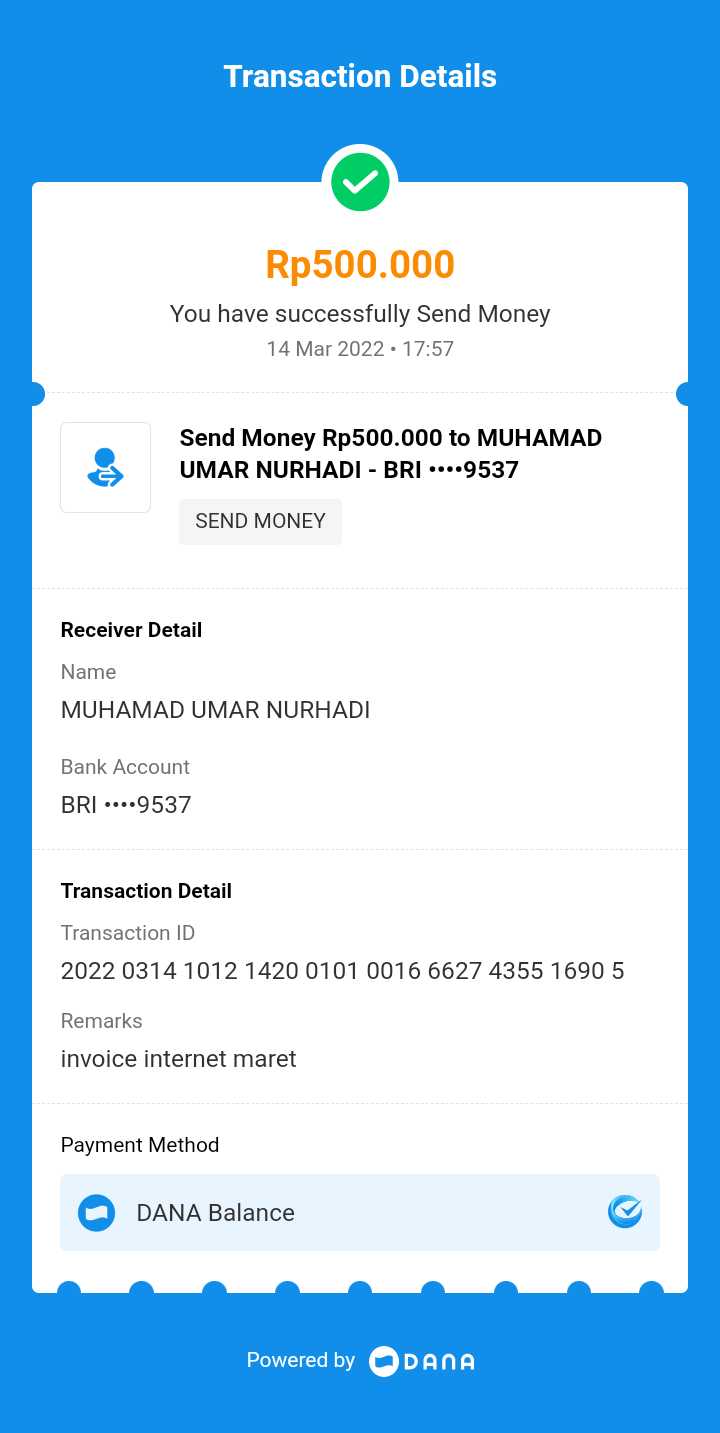 Transaction Details
Rp500.000
You have successfully Send Money
14 Mar 2022 • 17:57
Send Money Rp500.000 to MUHAMAD
UMAR NURHADI - BRI ••••9537
SEND MONEY
Receiver Detail
Name
MUHAMAD UMAR NURHADI
Bank Account
BRI ••••9537
Transaction Detail
Transaction ID
2022 0314 1012 1420 0101 0016 6627 4355 1690 5
Remarks
invoice internet maret
Payment Method
DANA Balance
Powered by DANA